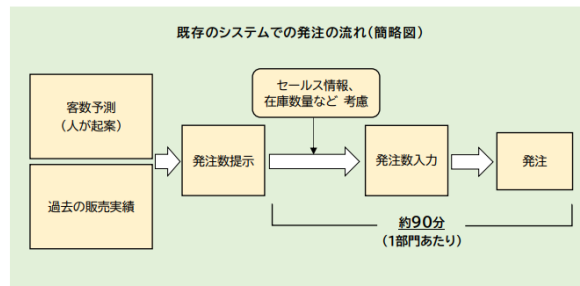 既存のシステムでの発注の流れ(簡略図)
セールス情報、
在庫数量など 考慮
客数予測
(人が起案)
発注数提示
発注数入力
発注
過去の販売実績
約90分
(1部門あたり)